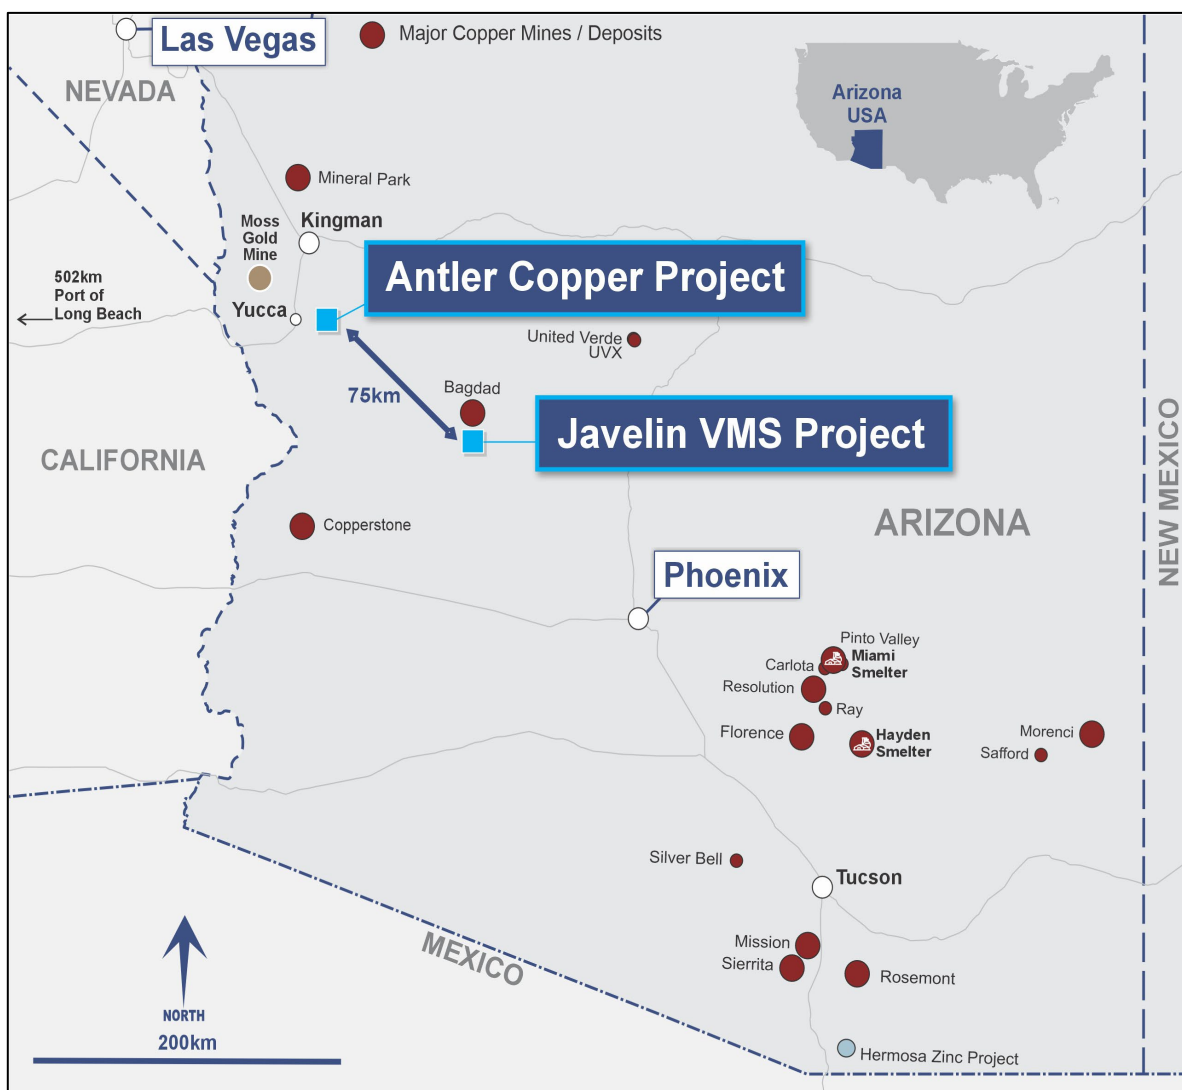 Las Vegas
Major Copper Mines / Deposits
NEVADA
Arizona
USA
Mineral Park
Moss
Gold
Mine
Kingman
Antler Copper Project
502km
Port of
Long Beach
Yucca
United Verde
UVX
75km
Bagdad
Javelin VMS Project
CALIFORNIA
NEW MEXICO
Copperstone
ARIZONA
Phoenix
Pinto Valley
Carlota
Miami
Smelter
Resolution
Ray
Florence
Hayden
Smelter
Morenci
Safford
Silver Bell
Tucson
MEXICO
Mission
Sierrita
Rosemont
NORTH
200km
Hermosa Zinc Project